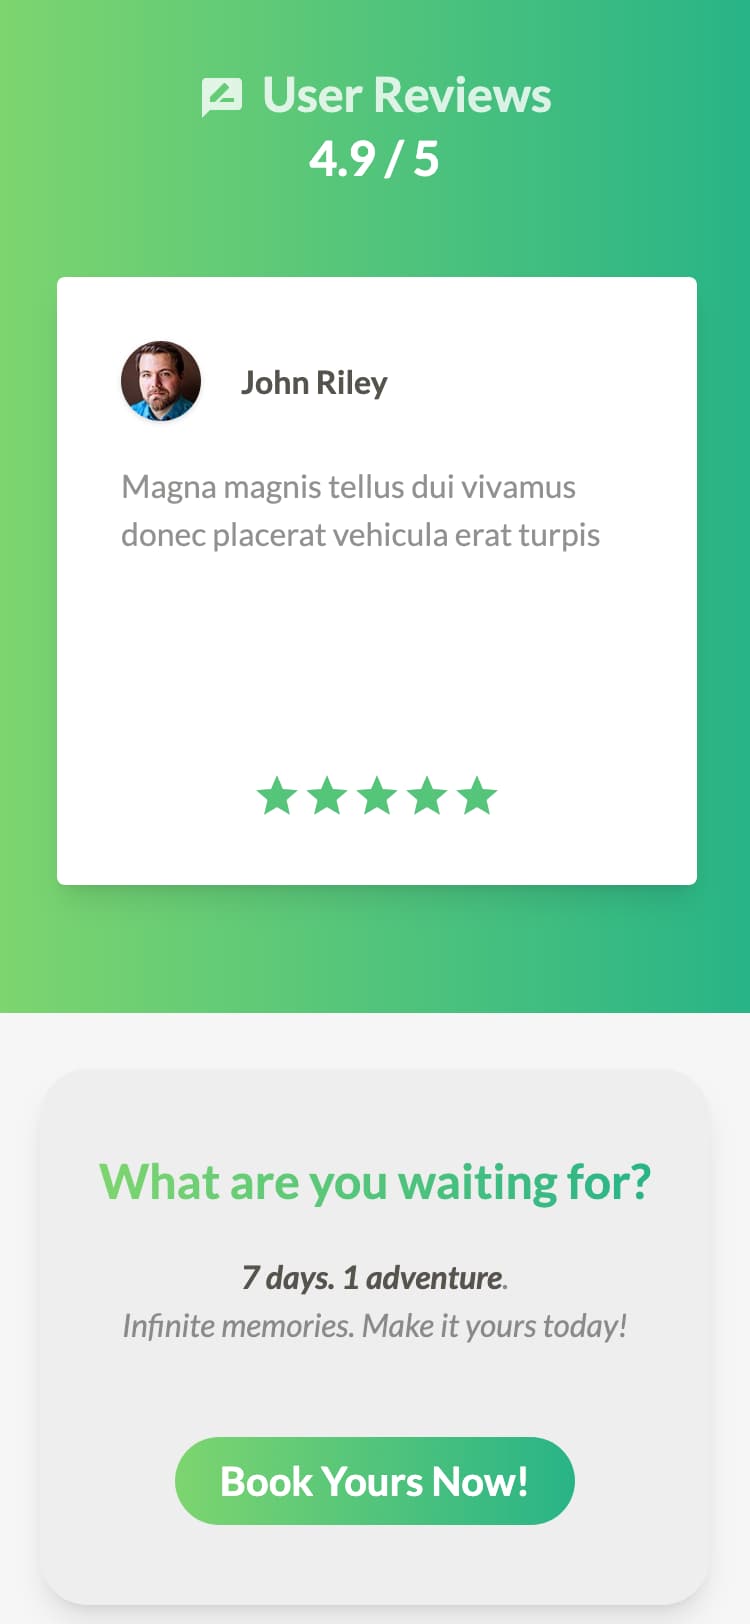 User Reviews
4.9 / 5
John Riley
Magna magnis tellus dui vivamus
donec placerat vehicula erat turpis
What are you waiting for?
7 days. 1 adventure.
Infinite memories. Make it yours today!
Book Yours Now!